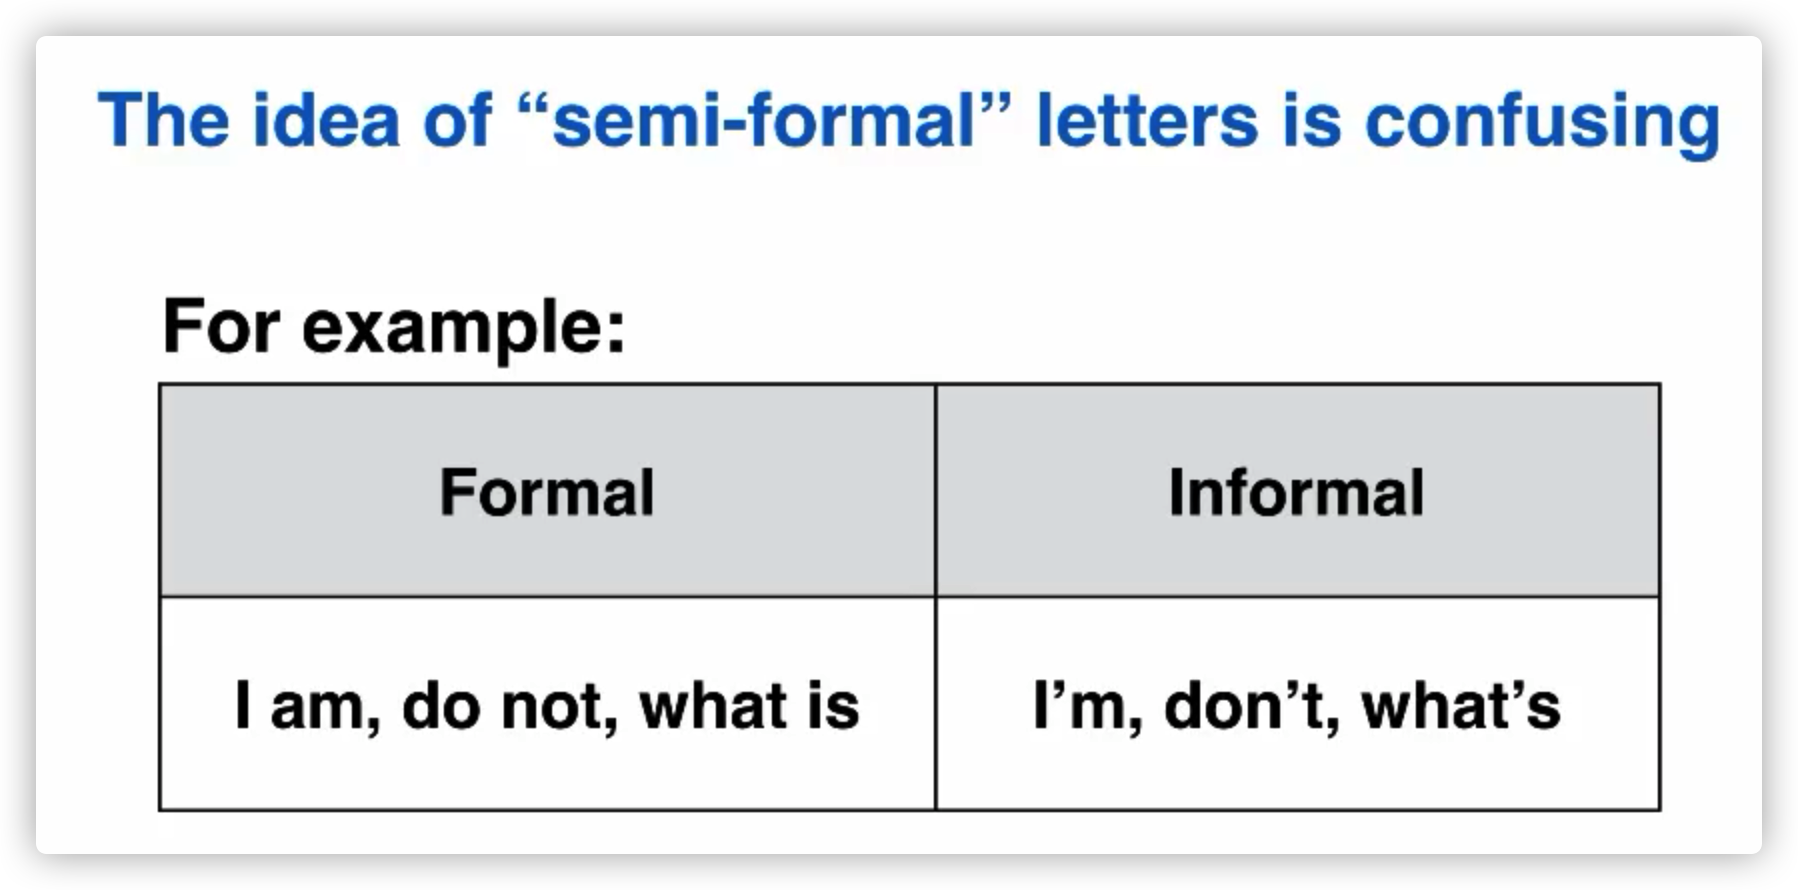 The idea of “semi-formal” letters is confusing
For example:
Formal
Informal
I am, do not, what is
I’m, don’t, what’s